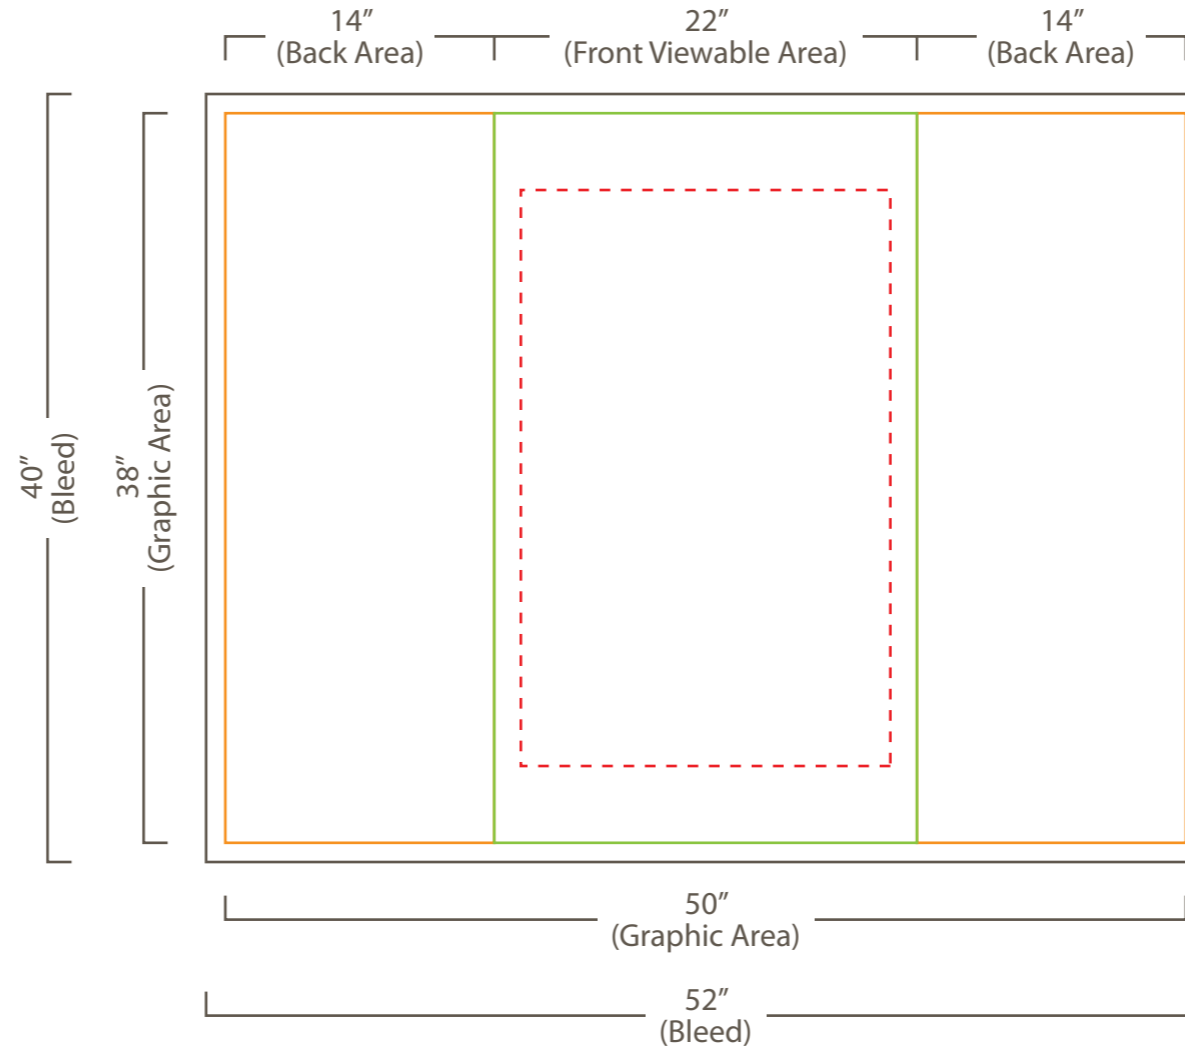 14”
(Back Area)
22”
(Front Viewable Area)
14”
(Back Area)
40”
(Bleed)
38”
(Graphic Area)
50”
(Graphic Area)
52”
(Bleed)